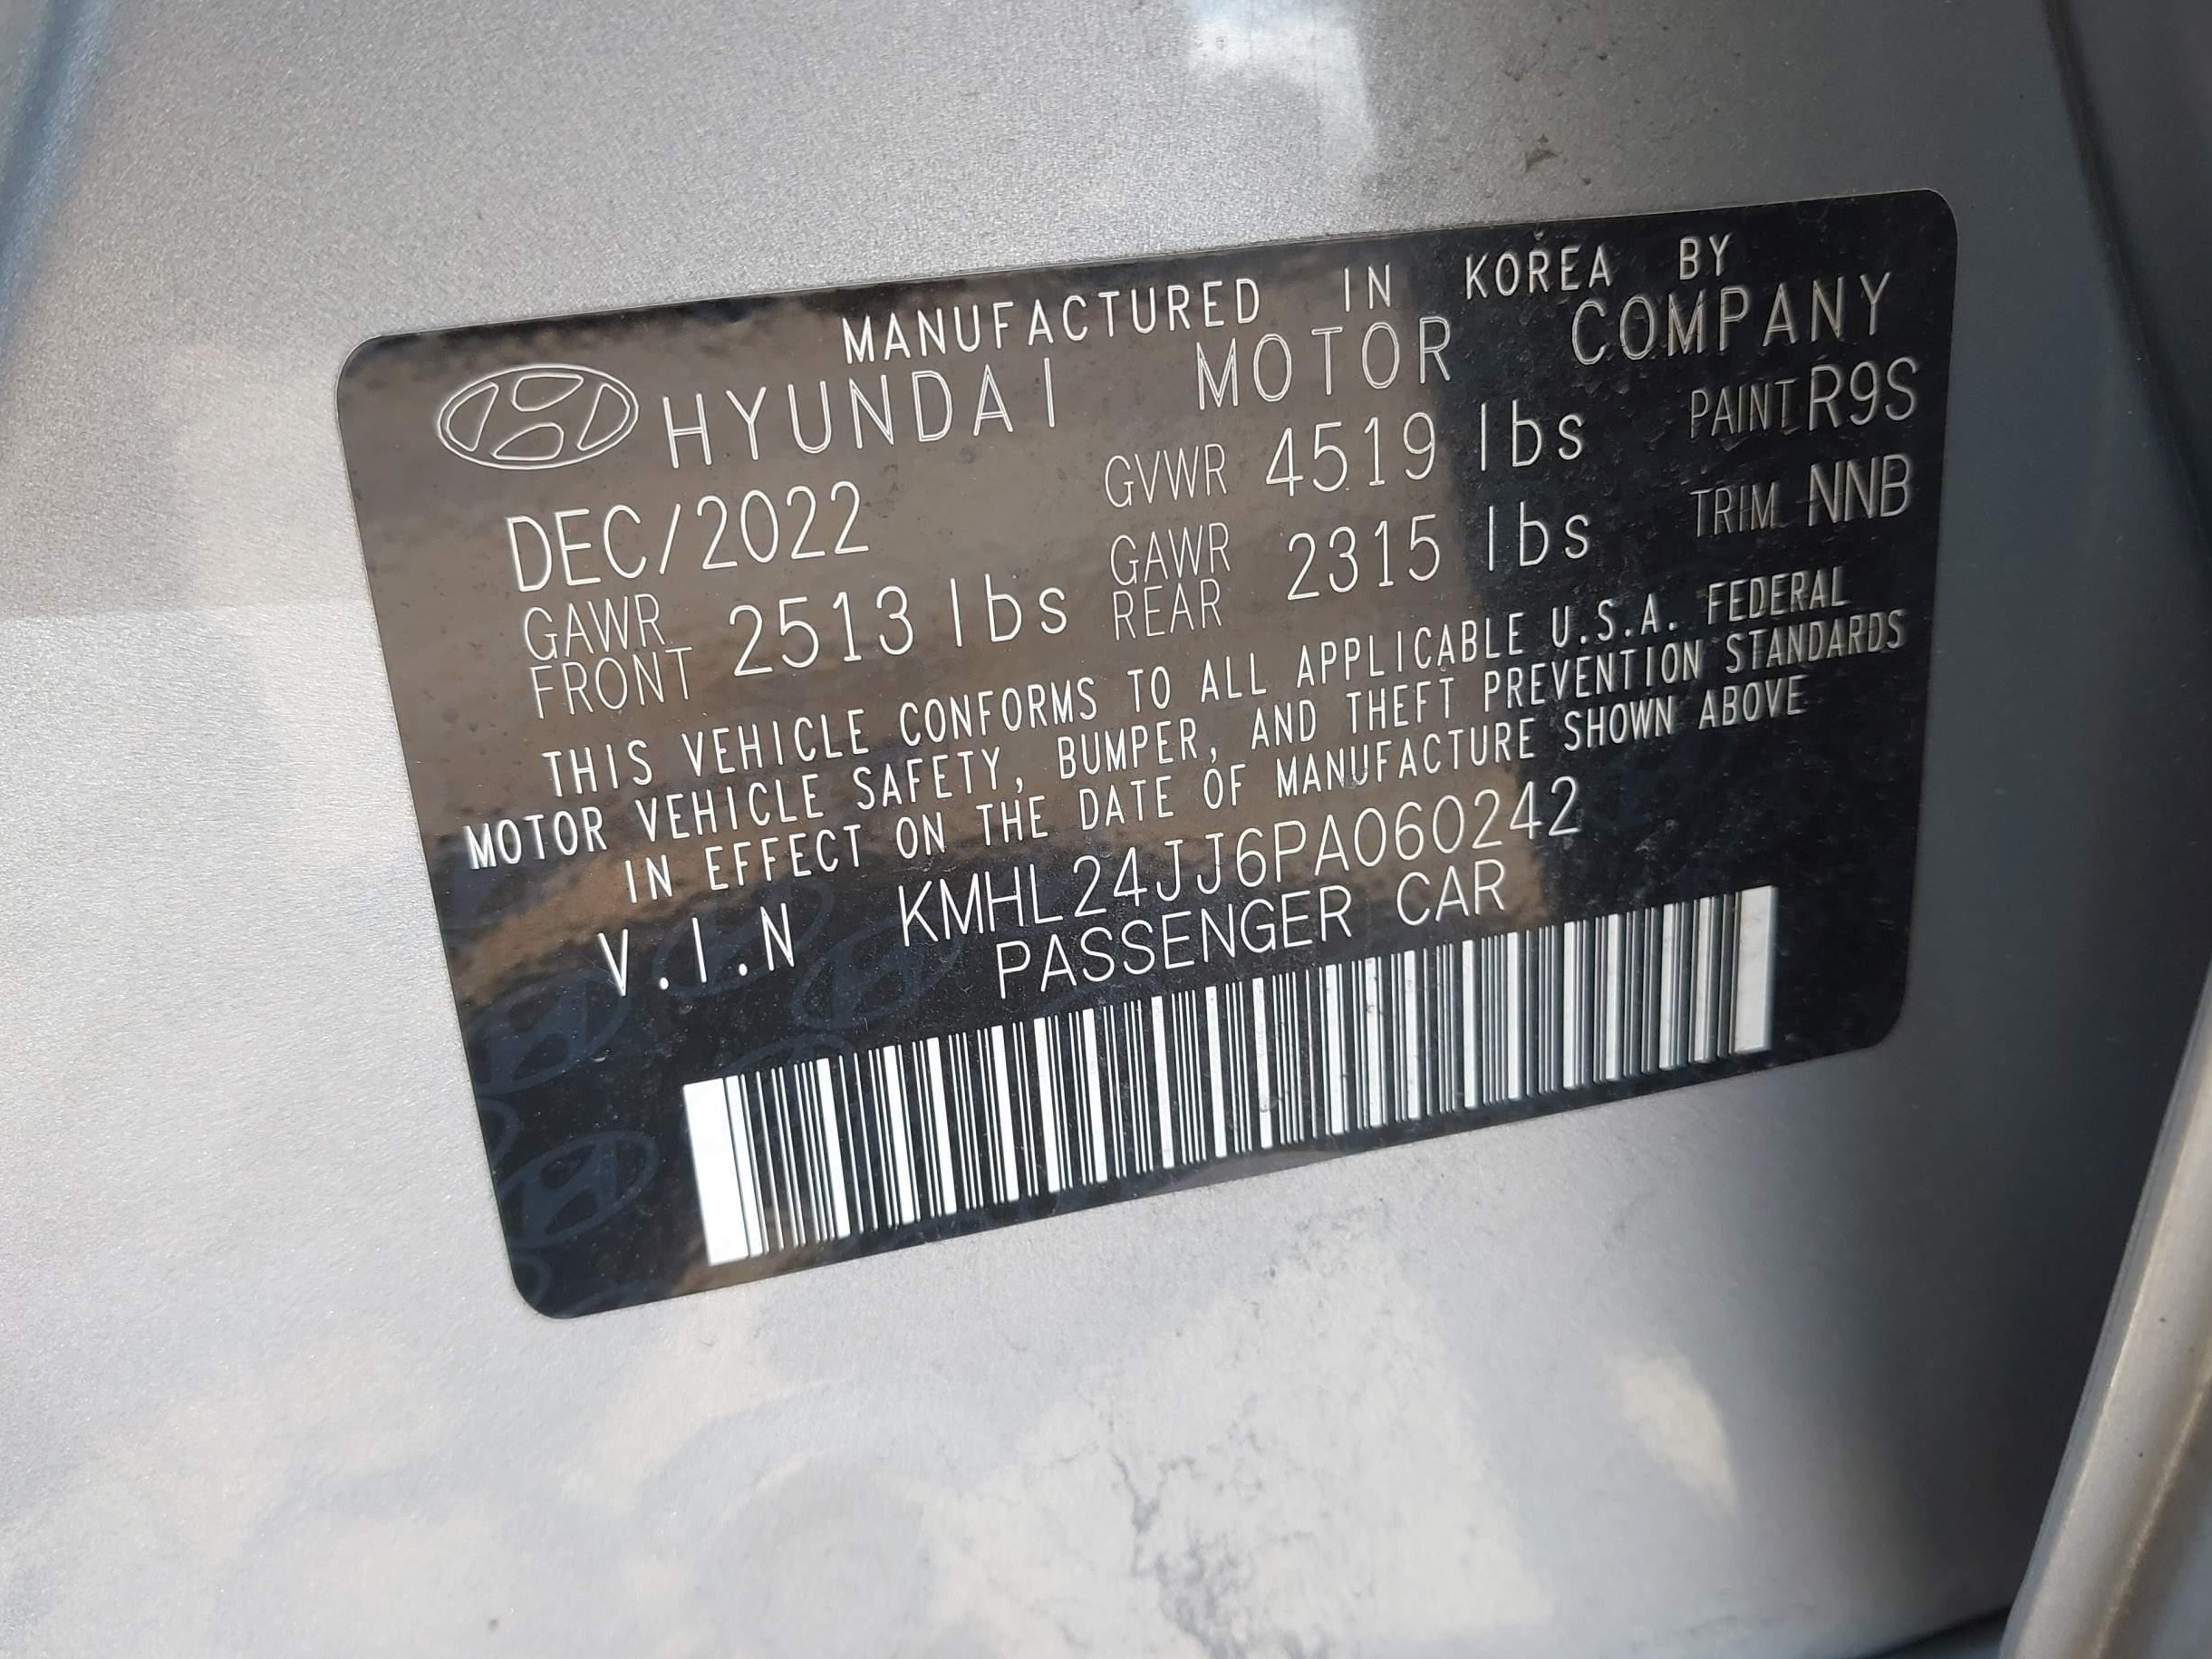 MANUFACTURED IN KOREA BY
HYUNDAI MOTOR COMPANY
DEC/2022 GVWR 4519 lbs PAINT R9S
GAWR FRONT 2513 lbs GAWR REAR 2315 lbs TRIM NNB
THIS VEHICLE CONFORMS TO ALL APPLICABLE U.S.A. FEDERAL
MOTOR VEHICLE SAFETY, BUMPER, AND THEFT PREVENTION STANDARDS
IN EFFECT ON THE DATE OF MANUFACTURE SHOWN ABOVE
V.I.N KMHL24JJ6PA060242
PASSENGER CAR